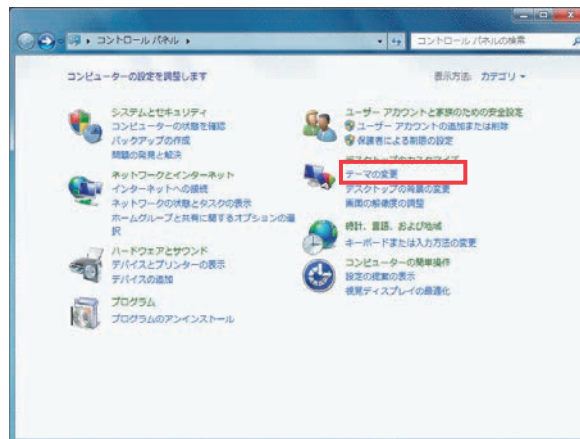 コントロール パネル
コントロール パネルの検索
コンピューターの設定を調整します
表示方法: カテゴリ
システムとセキュリティ
コンピューターの状態を確認
バックアップの作成
問題の発見と解決
ネットワークとインターネット
インターネットへの接続
ネットワークの状態とタスクの表示
ホームグループと共有に関するオプションの選
択
ハードウェアとサウンド
デバイスとプリンターの表示
デバイスの追加
プログラム
プログラムのアンインストール
ユーザー アカウントと家族のための安全設定
ユーザー アカウントの追加または削除
保護者による制限の設定
デスクトップのカスタマイズ
テーマの変更
デスクトップの背景の変更
画面の解像度の調整
時計、言語、および地域
キーボードまたは入力方法の変更
コンピューターの簡単操作
設定の提案の表示
視覚ディスプレイの最適化